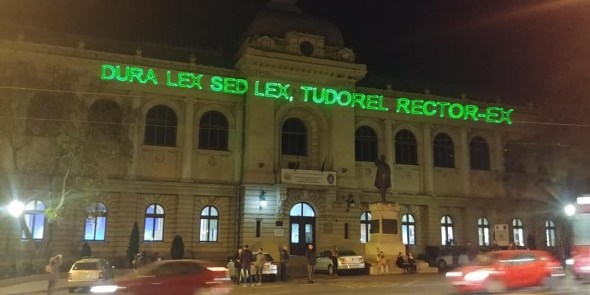 DURA LEX SED LEX, TUDOREL RECTOR-EX